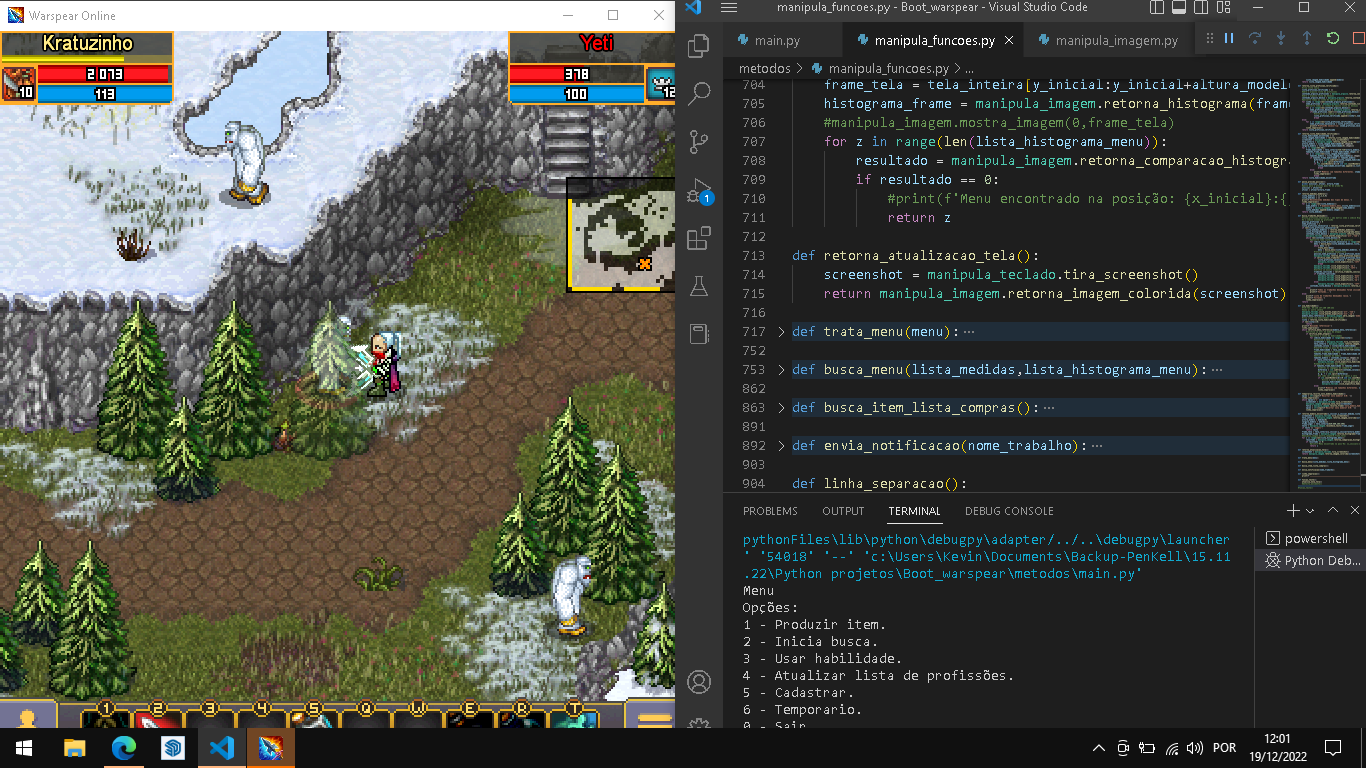 Warspear Online
Kratuzinho
10
2 073
113
Yeti
378
100
12
1
2
3
4
5
Q
W
E
R
T
manipula_funcoes.py - Boot_warspear - Visual Studio Code
main.py
manipula_funcoes.py
manipula_imagem.py
metodos > manipula_funcoes.py > ...
1
704 frame_tela = tela_inteira[y_inicial:y_inicial+altura_model
705 histograma_frame = manipula_imagem.retorna_histograma(fram
706 #manipula_imagem.mostra_imagem(0,frame_tela)
707 for z in range(len(lista_histograma_menu)):
708 resultado = manipula_imagem.retorna_comparacao_histogr
709 if resultado == 0:
710 #print(f'Menu encontrado na posição: {x_inicial}:{
711 return z
712
713 def retorna_atualizacao_tela():
714 screenshot = manipula_teclado.tira_screenshot()
715 return manipula_imagem.retorna_imagem_colorida(screenshot)
716
717 > def trata_menu(menu): ...
752
753 > def busca_menu(lista_medidas,lista_histograma_menu): ...
862
863 > def busca_item_lista_compras(): ...
891
892 > def envia_notificacao(nome_trabalho): ...
903
904 def linha_separacao():
PROBLEMS OUTPUT TERMINAL DEBUG CONSOLE
pythonFiles\lib\python\debugpy\adapter/../..\debugpy\launcher
' '54018' '--' 'c:\Users\Kevin\Documents\Backup-PenKell\15.11
.22\Python projetos\Boot_warspear\metodos\main.py'
Menu
Opções:
1 - Produzir item.
2 - Inicia busca.
3 - Usar habilidade.
4 - Atualizar lista de profissões.
5 - Cadastrar.
6 - Temporario.
0 - Sair
powershell
Python Deb...
POR
12:01
19/12/2022